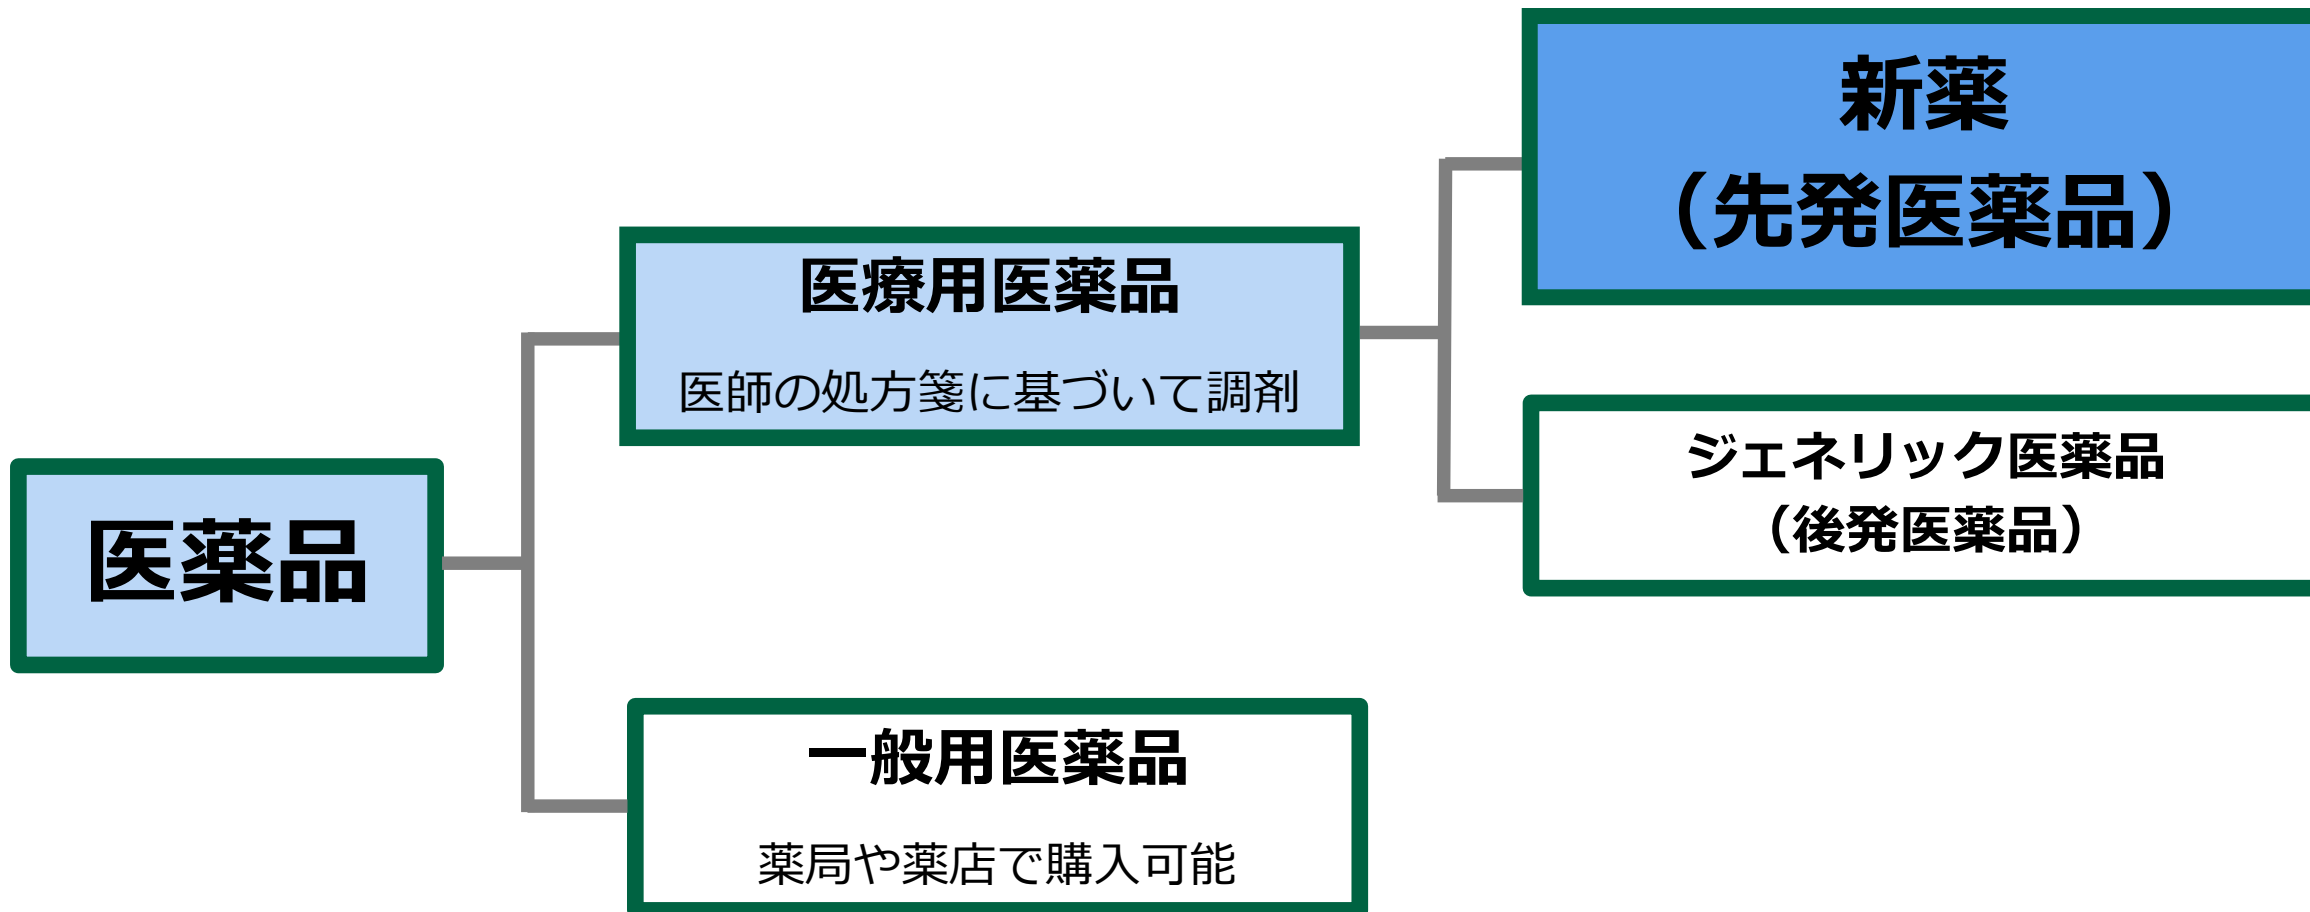 新薬
（先発医薬品）
医療用医薬品
医師の処方箋に基づいて調剤
ジェネリック医薬品
（後発医薬品）
医薬品
一般用医薬品
薬局や薬店で購入可能